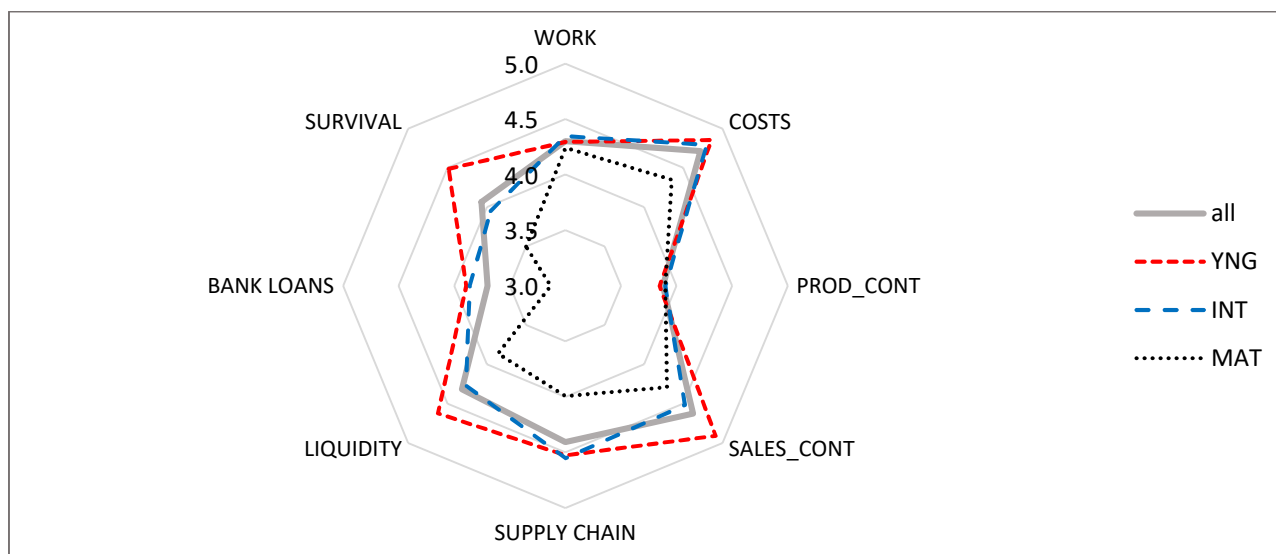 WORK
5.0
SURVIVAL
COSTS
4.5
4.0
3.5
BANK LOANS
3.0
PROD_CONT
LIQUIDITY
SALES_CONT
SUPPLY CHAIN
all
YNG
INT
MAT